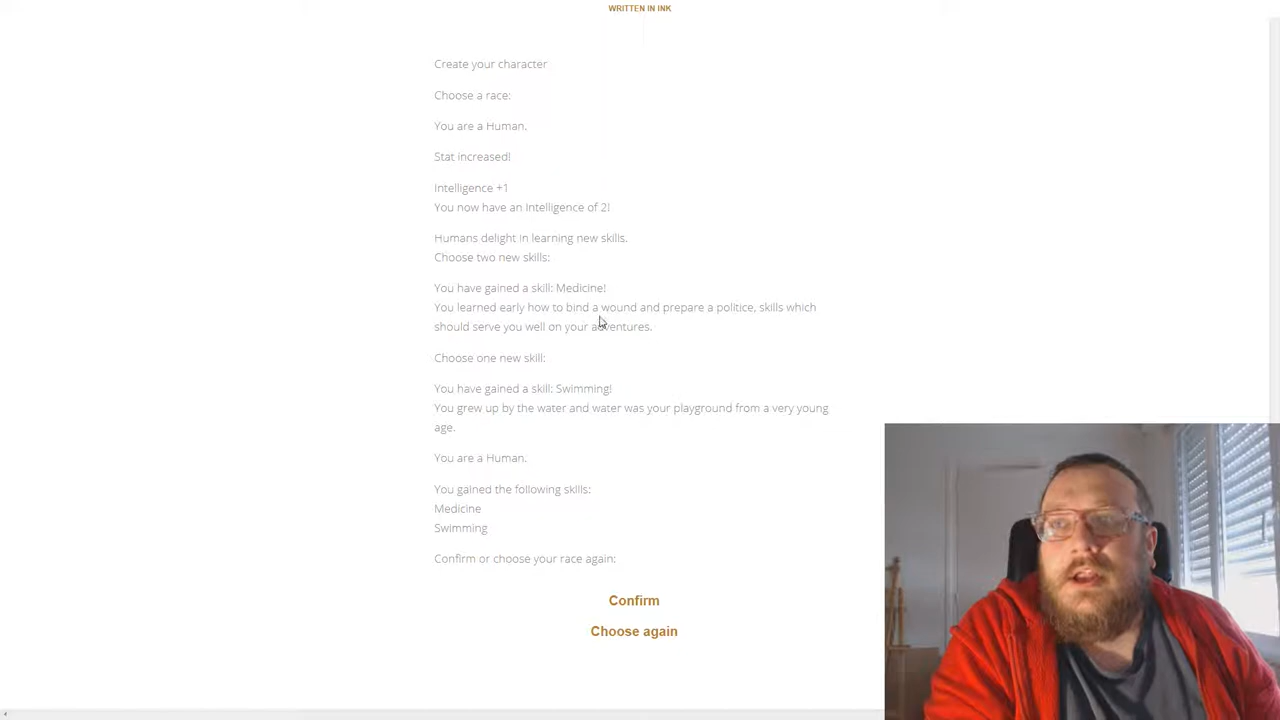 WRITTEN IN INK
Create your character
Choose a race:
You are a Human.
Stat increased!
Intelligence +1
You now have an Intelligence of 2!
Humans delight in learning new skills.
Choose two new skills:
You have gained a skill: Medicine!
You learned early how to bind a wound and prepare a politice, skills which
should serve you well on your adventures.
Choose one new skill:
You have gained a skill: Swimming!
You grew up by the water and water was your playground from a very young
age.
You are a Human.
You gained the following skills:
Medicine
Swimming
Confirm or choose your race again:
Confirm
Choose again